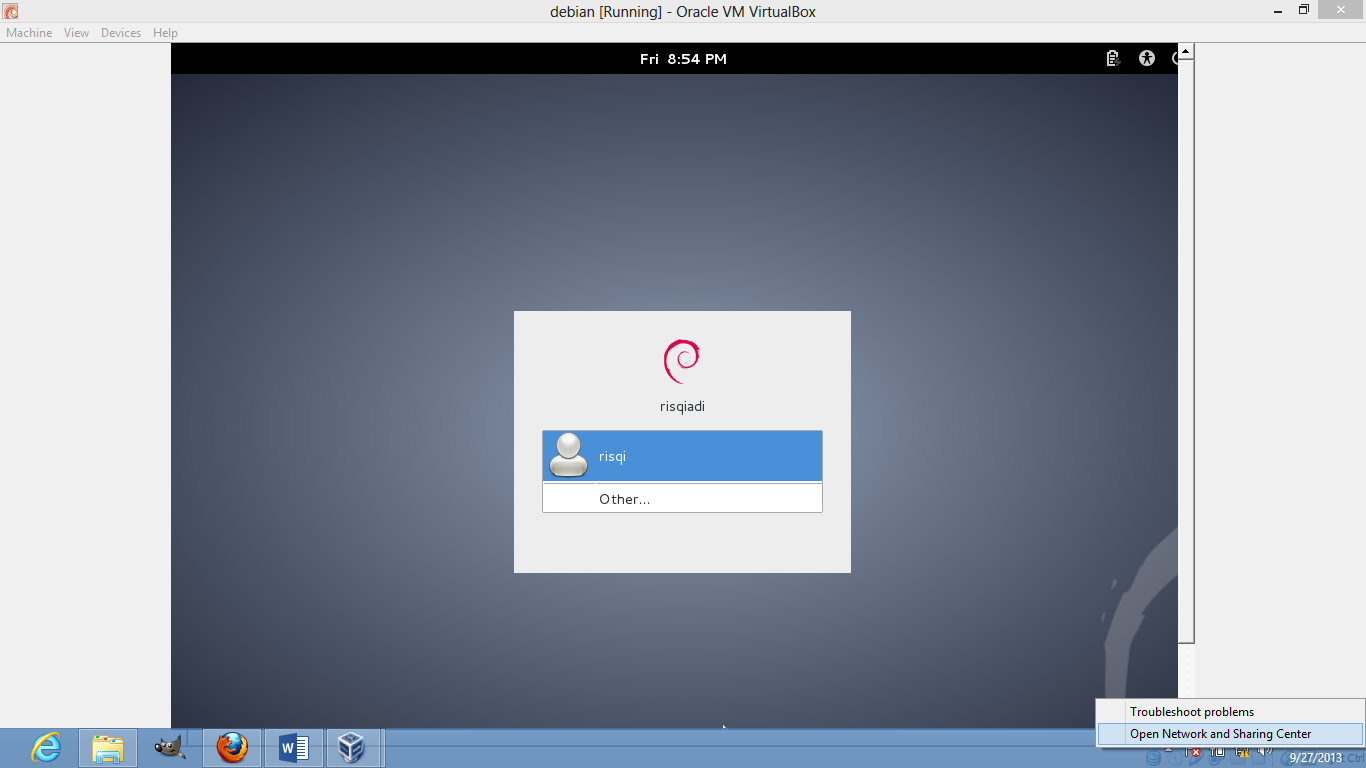 debian [Running] - Oracle VM VirtualBox
Machine View Devices Help
Fri 8:54 PM
risqiadi
risqi
Other...
Troubleshoot problems
Open Network and Sharing Center
9/27/2013
Ctrl